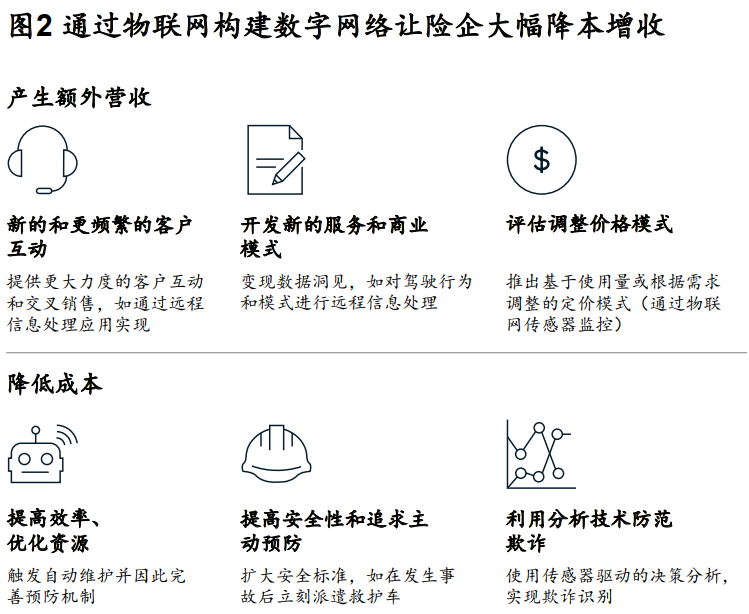 图2 通过物联网构建数字网络让险企大幅降本增收
产生额外营收
$
新的和更频繁的客户
互动
提供更大力度的客户互动
和交叉销售，如通过远程
信息处理应用实现
开发新的服务和商业
模式
变现数据洞见，如对驾驶行为
和模式进行远程信息处理
评估调整价格模式
推出基于使用量或根据需求
调整的定价模式（通过物联
网传感器监控）
降低成本
提高效率、
优化资源
触发自动维护并因此完
善预防机制
提高安全性和追求主
动预防
扩大安全标准，如在发生事
故后立刻派遣救护车
利用分析技术防范
欺诈
使用传感器驱动的决策分析，
实现欺诈识别